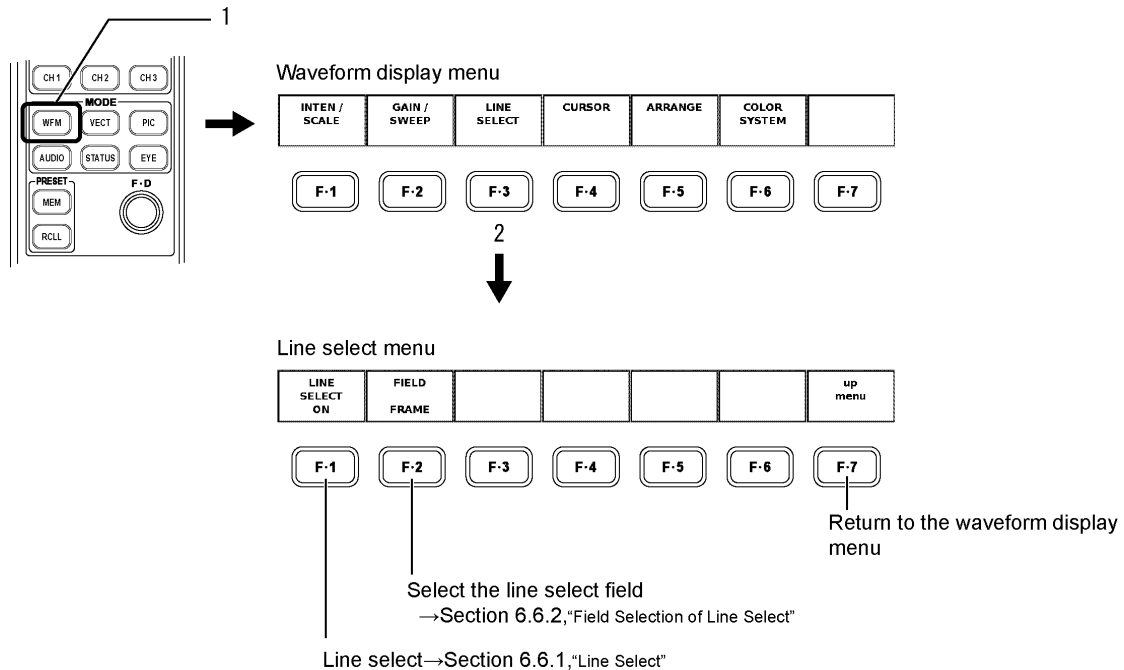 1
CH 1 CH 2 CH 3
MODE
WFM VECT PIC
AUDIO STATUS EYE
PRESET F·D
MEM
RCLL
Waveform display menu
INTEN / SCALE GAIN / SWEEP LINE SELECT CURSOR ARRANGE COLOR SYSTEM
F·1 F·2 F·3 F·4 F·5 F·6 F·7
2
Line select menu
LINE SELECT ON FIELD FRAME up menu
F·1 F·2 F·3 F·4 F·5 F·6 F·7
Return to the waveform display
menu
Select the line select field
→Section 6.6.2,“Field Selection of Line Select”
Line select→Section 6.6.1,“Line Select”